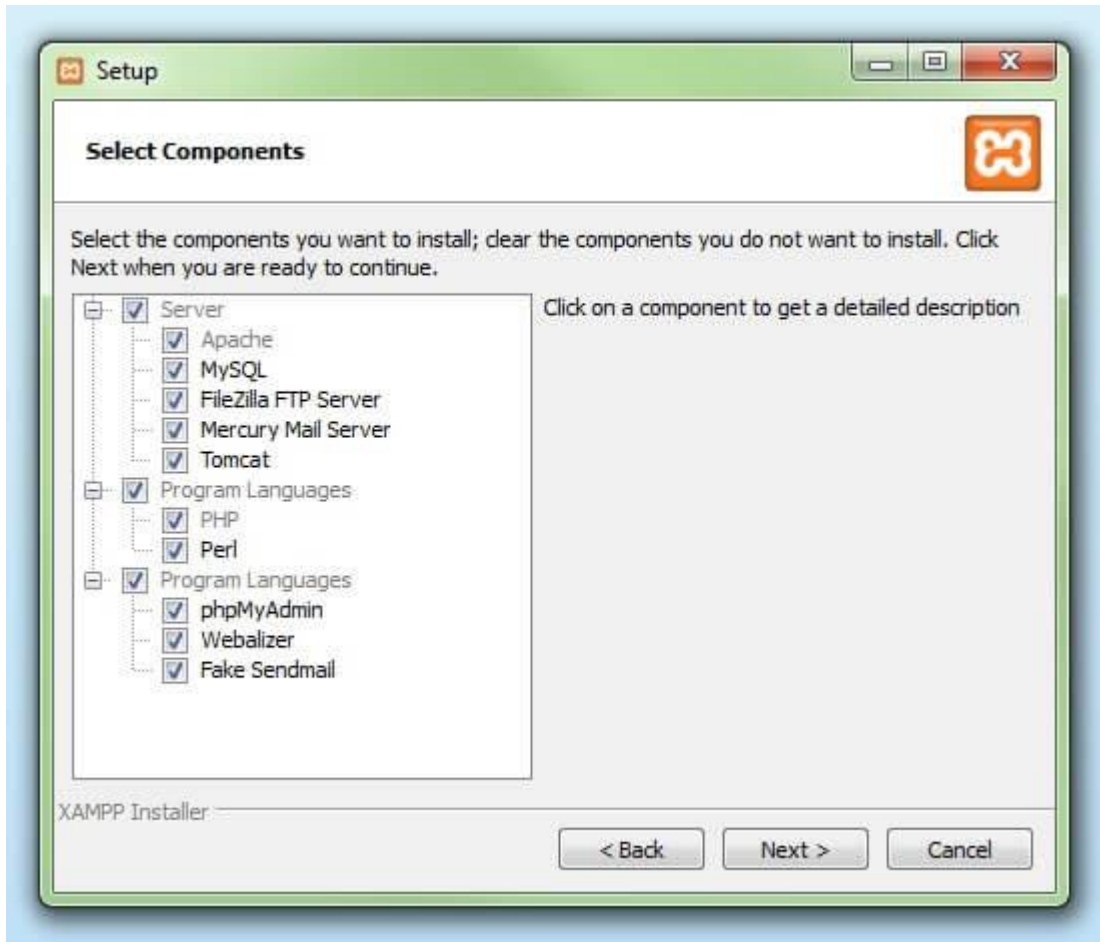 Setup
Select Components
Select the components you want to install; clear the components you do not want to install. Click
Next when you are ready to continue.
Server
Apache
MySQL
FileZilla FTP Server
Mercury Mail Server
Tomcat
Program Languages
PHP
Perl
Program Languages
phpMyAdmin
Webalizer
Fake Sendmail
Click on a component to get a detailed description
XAMPP Installer
< Back
Next >
Cancel